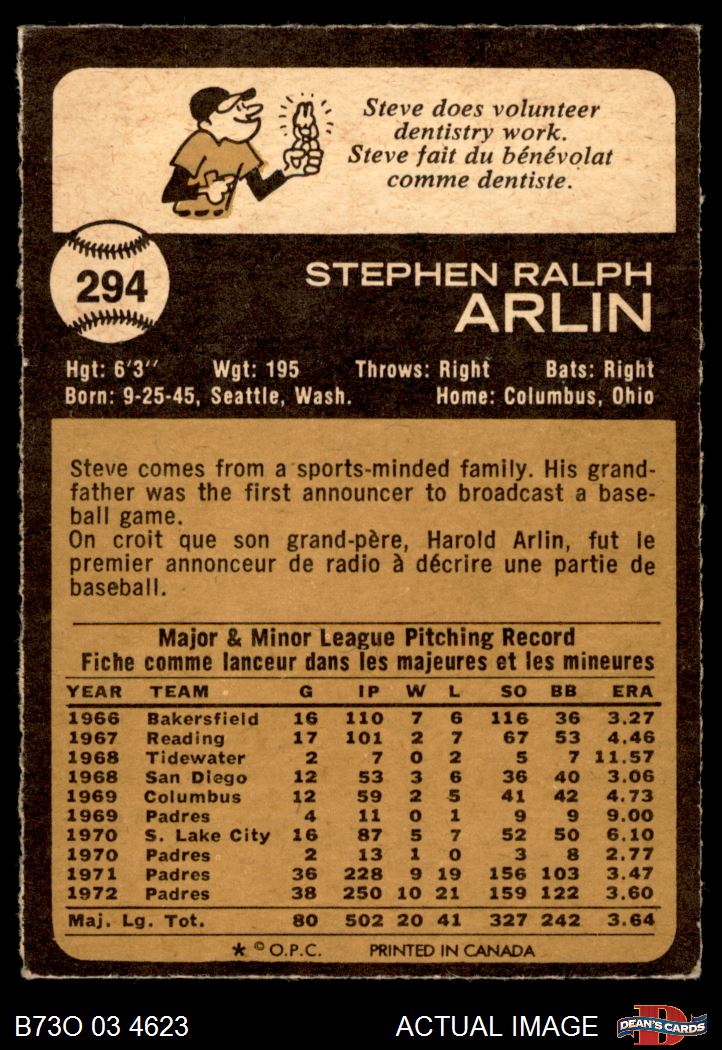 Steve does volunteer
dentistry work.
Steve fait du bénévolat
comme dentiste.
294
STEPHEN RALPH
ARLIN
Hgt: 6'3" Wgt: 195 Throws: Right Bats: Right
Born: 9-25-45, Seattle, Wash. Home: Columbus, Ohio
Steve comes from a sports-minded family. His grand-
father was the first announcer to broadcast a base-
ball game.
On croit que son grand-père, Harold Arlin, fut le
premier annonceur de radio à décrire une partie de
baseball.
Major & Minor League Pitching Record
Fiche comme lanceur dans les majeures et les mineures
YEAR TEAM G IP W L SO BB ERA
1966 Bakersfield 16 110 7 6 116 36 3.27
1967 Reading 17 101 2 7 67 53 4.46
1968 Tidewater 2 7 0 2 5 7 11.57
1968 San Diego 12 53 3 6 36 40 3.06
1969 Columbus 12 59 2 5 41 42 4.73
1969 Padres 4 11 0 1 9 9 9.00
1970 S. Lake City 16 87 5 7 52 50 6.10
1970 Padres 2 13 1 0 3 8 2.77
1971 Padres 36 228 9 19 156 103 3.47
1972 Padres 38 250 10 21 159 122 3.60
Maj. Lg. Tot. 80 502 20 41 327 242 3.64
* © O.P.C. PRINTED IN CANADA
B73O 03 4623 ACTUAL IMAGE D DEAN'S CARDS